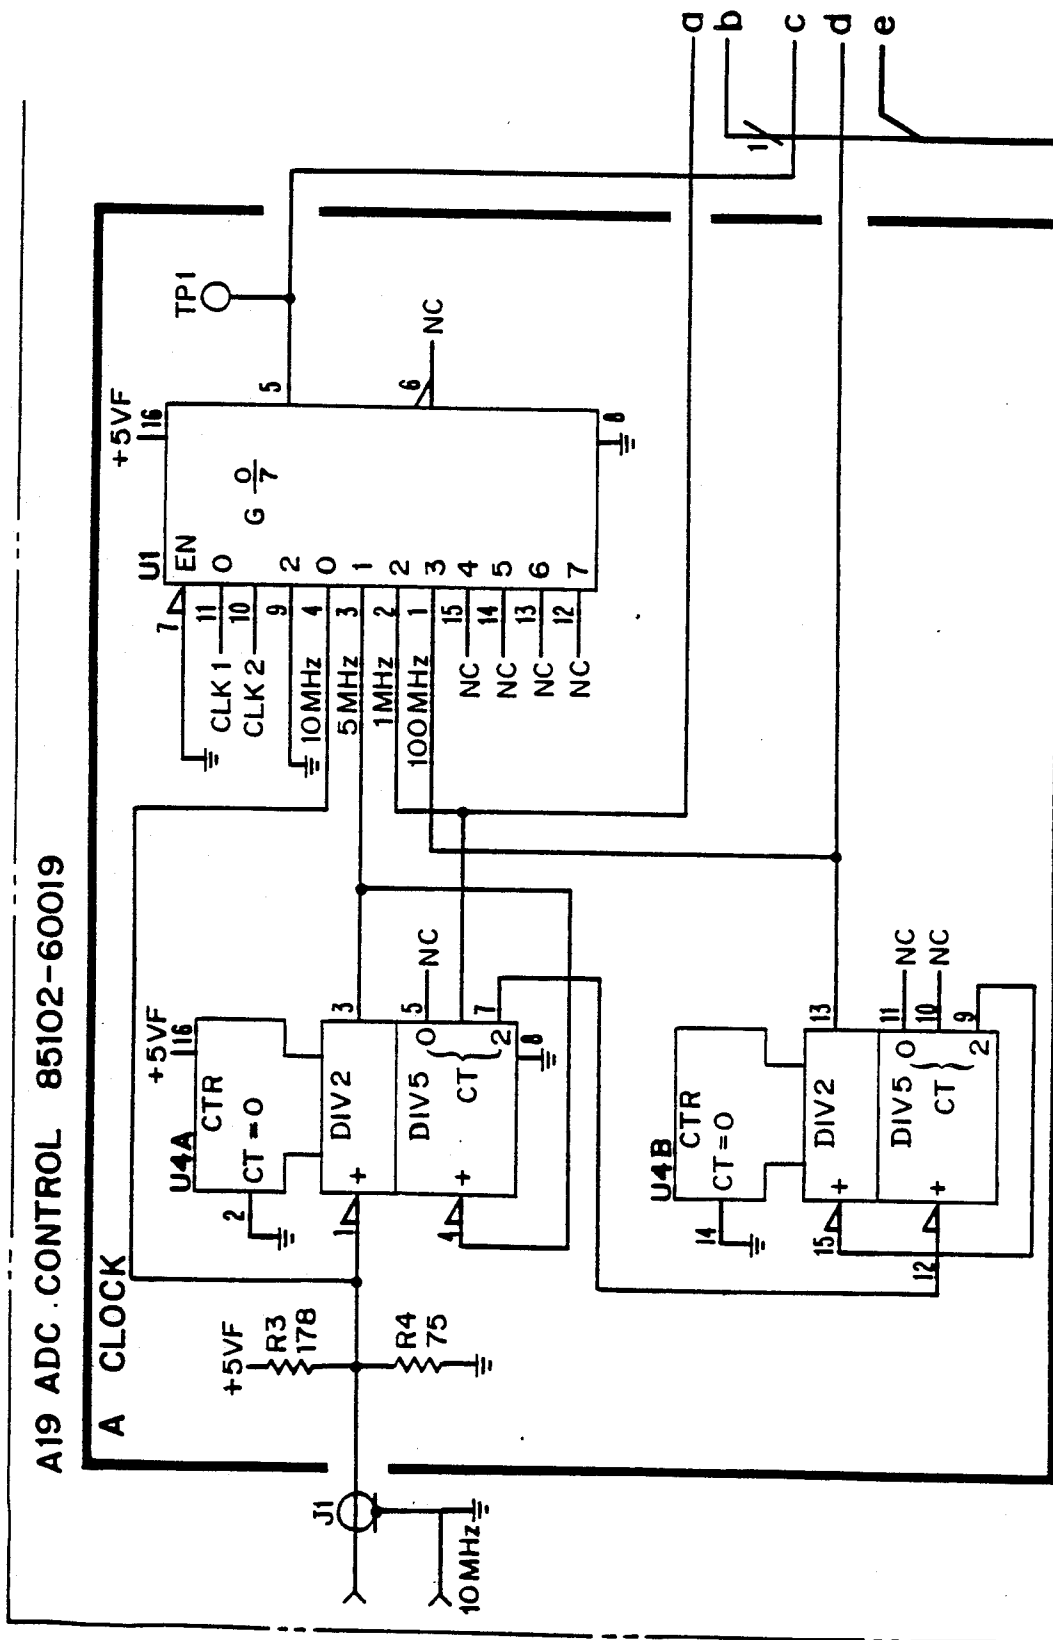 A19 ADC CONTROL 85102-60019
A CLOCK
J1
10MHz
+5VF
R3
178
R4
75
+5VF
16
U4A
CTR
CT=0
2
1
+
DIV2
3
4
+
DIV5
0
CT
2
5
NC
7
8
U4B
CTR
CT=0
14
15
+
DIV2
13
12
+
DIV5
0
CT
2
11
NC
10
NC
9
+5VF
16
U1
7
EN
CLK1
11
0
CLK2
10
G 0/7
9
2
10MHz
4
0
5MHz
3
1
1MHz
2
2
100MHz
1
3
NC
15
4
NC
14
5
NC
13
6
NC
12
7
5
TP1
6
NC
8
1
a
b
c
d
e